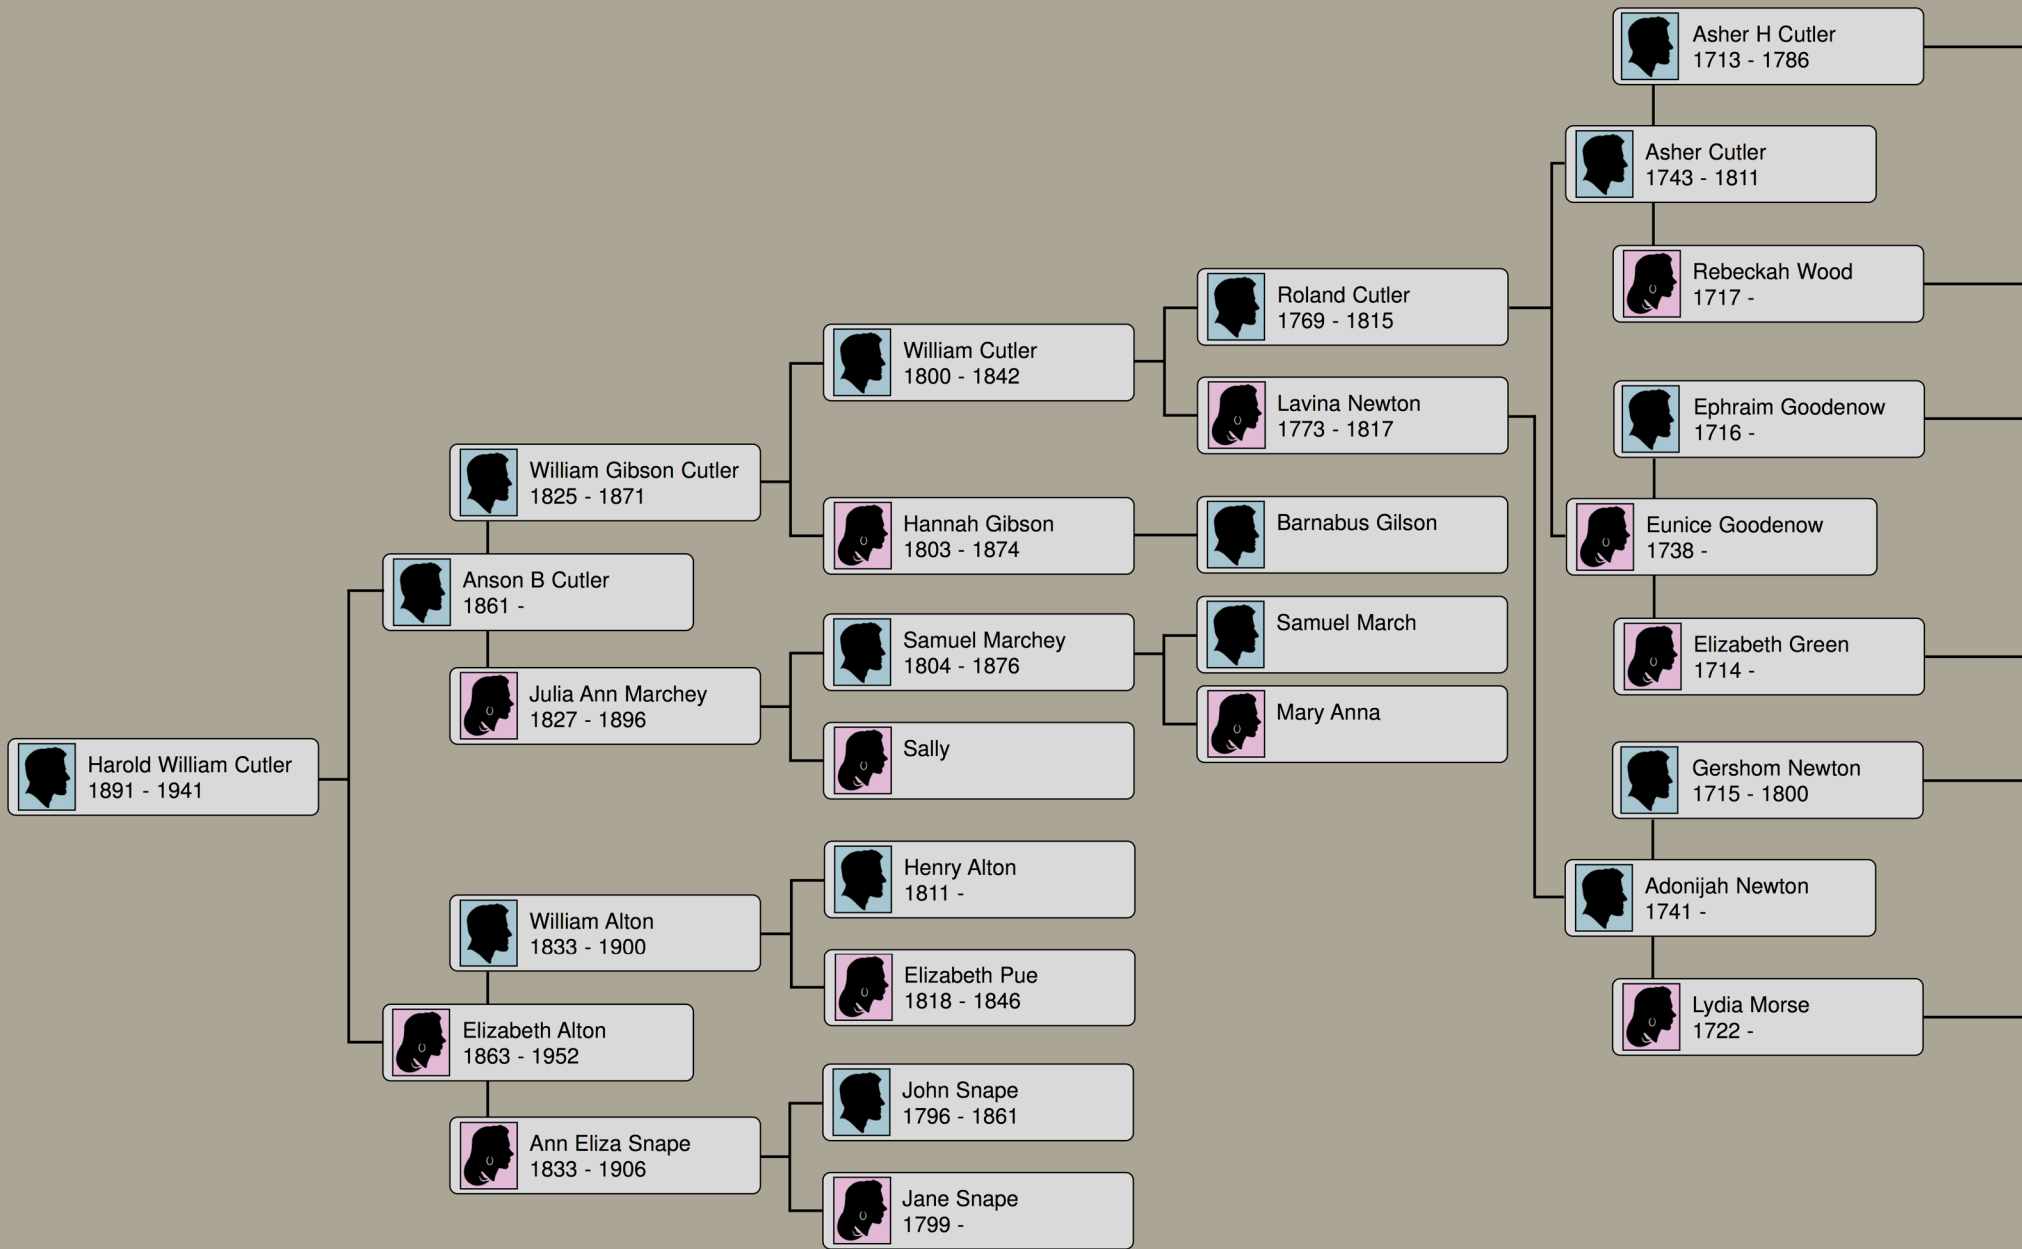 Harold William Cutler
1891 - 1941
Anson B Cutler
1861 -
Elizabeth Alton
1863 - 1952
William Gibson Cutler
1825 - 1871
Julia Ann Marchey
1827 - 1896
William Alton
1833 - 1900
Ann Eliza Snape
1833 - 1906
William Cutler
1800 - 1842
Hannah Gibson
1803 - 1874
Samuel Marchey
1804 - 1876
Sally
Henry Alton
1811 -
Elizabeth Pue
1818 - 1846
John Snape
1796 - 1861
Jane Snape
1799 -
Roland Cutler
1769 - 1815
Lavina Newton
1773 - 1817
Barnabus Gilson
Samuel March
Mary Anna
Asher H Cutler
1713 - 1786
Asher Cutler
1743 - 1811
Rebeckah Wood
1717 -
Ephraim Goodenow
1716 -
Eunice Goodenow
1738 -
Elizabeth Green
1714 -
Gershom Newton
1715 - 1800
Adonijah Newton
1741 -
Lydia Morse
1722 -